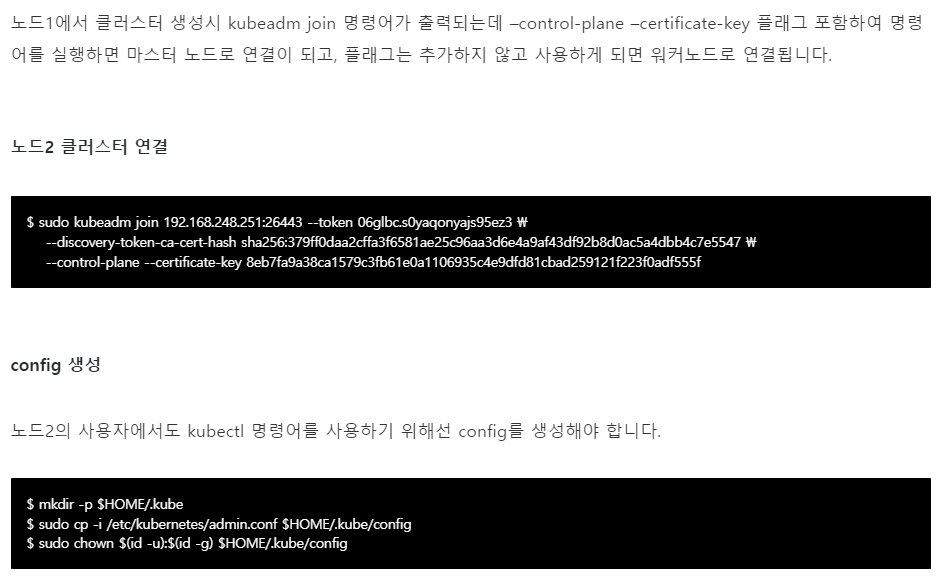 노드1에서 클러스터 생성시 kubeadm join 명령어가 출력되는데 –control-plane –certificate-key 플래그 포함하여 명령
어를 실행하면 마스터 노드로 연결이 되고, 플래그는 추가하지 않고 사용하게 되면 워커노드로 연결됩니다.
노드2 클러스터 연결
$ sudo kubeadm join 192.168.248.251:26443 --token 06glbc.s0yaqonyajs95ez3 ₩
--discovery-token-ca-cert-hash sha256:379ff0daa2cffa3f6581ae25c96aa3d6e4a9af43df92b8d0ac5a4dbb4c7e5547 ₩
--control-plane --certificate-key 8eb7fa9a38ca1579c3fb61e0a1106935c4e9dfd81cbad259121f223f0adf555f
config 생성
노드2의 사용자에서도 kubectl 명령어를 사용하기 위해선 config를 생성해야 합니다.
$ mkdir -p $HOME/.kube
$ sudo cp -i /etc/kubernetes/admin.conf $HOME/.kube/config
$ sudo chown $(id -u):$(id -g) $HOME/.kube/config